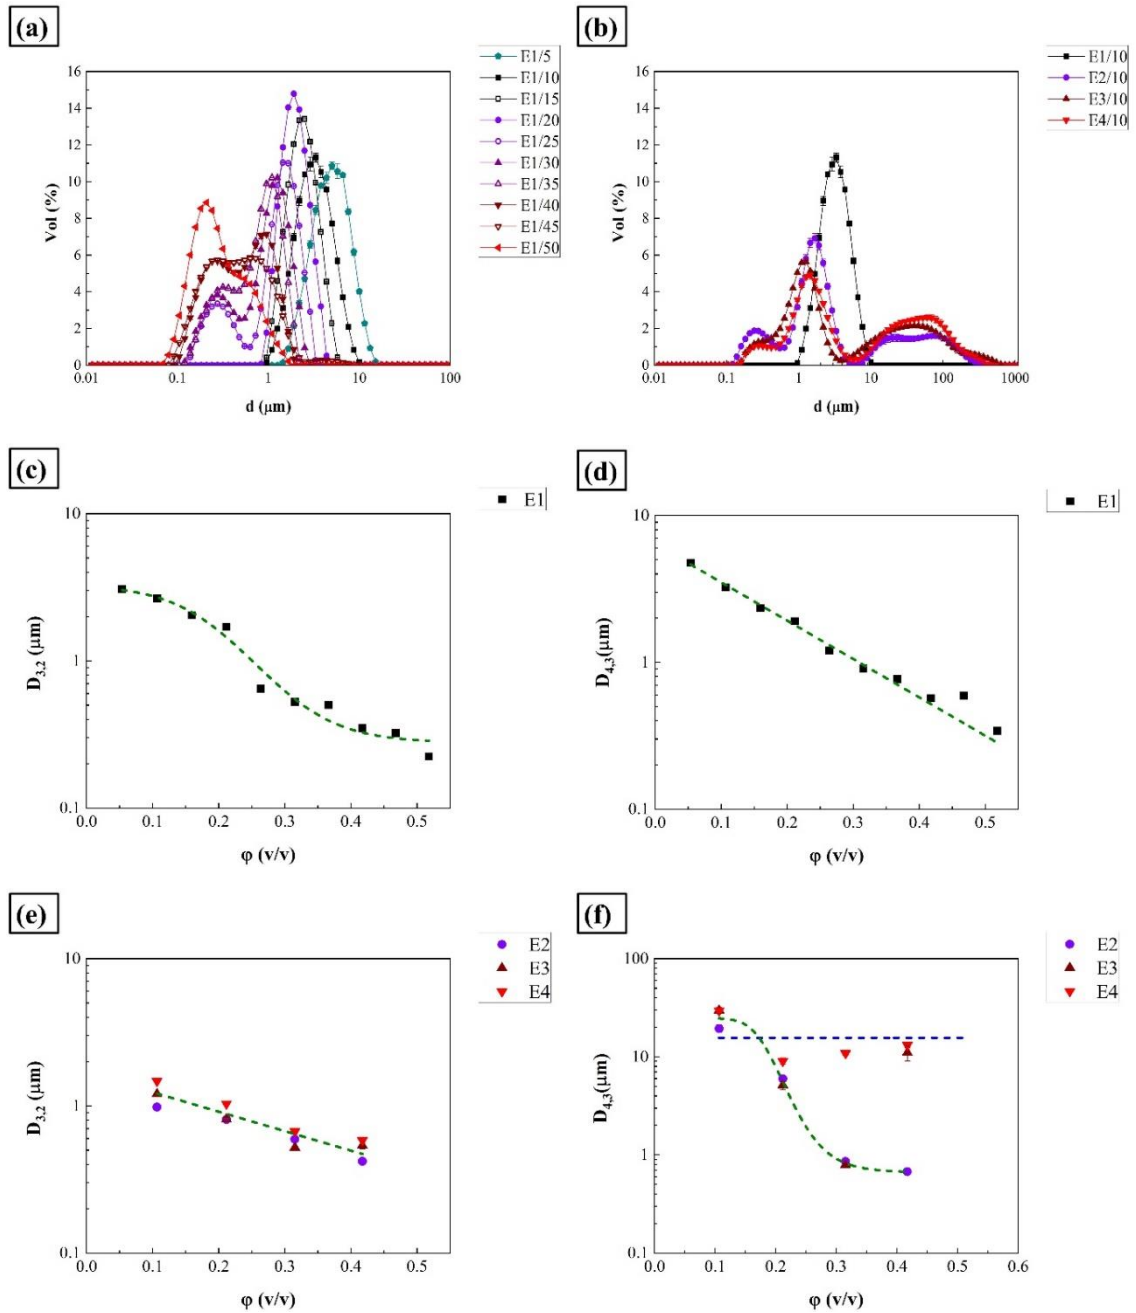 (a)
E1/5
E1/10
E1/15
E1/20
E1/25
E1/30
E1/35
E1/40
E1/45
E1/50
16
14
12
10
8
6
4
2
0
Vol (%)
0.01 0.1 1 10 100
d (μm)
(b)
E1/10
E2/10
E3/10
E4/10
16
14
12
10
8
6
4
2
0
Vol (%)
0.01 0.1 1 10 100 1000
d (μm)
(c)
E1
10
1
0.1
D3,2 (μm)
0.0 0.1 0.2 0.3 0.4 0.5
φ (v/v)
(d)
E1
10
1
0.1
D4,3(μm)
0.0 0.1 0.2 0.3 0.4 0.5
φ (v/v)
(e)
E2
E3
E4
10
1
0.1
D3,2 (μm)
0.0 0.1 0.2 0.3 0.4 0.5
φ (v/v)
(f)
E2
E3
E4
100
10
1
0.1
D4,3(μm)
0.0 0.1 0.2 0.3 0.4 0.5 0.6
φ (v/v)